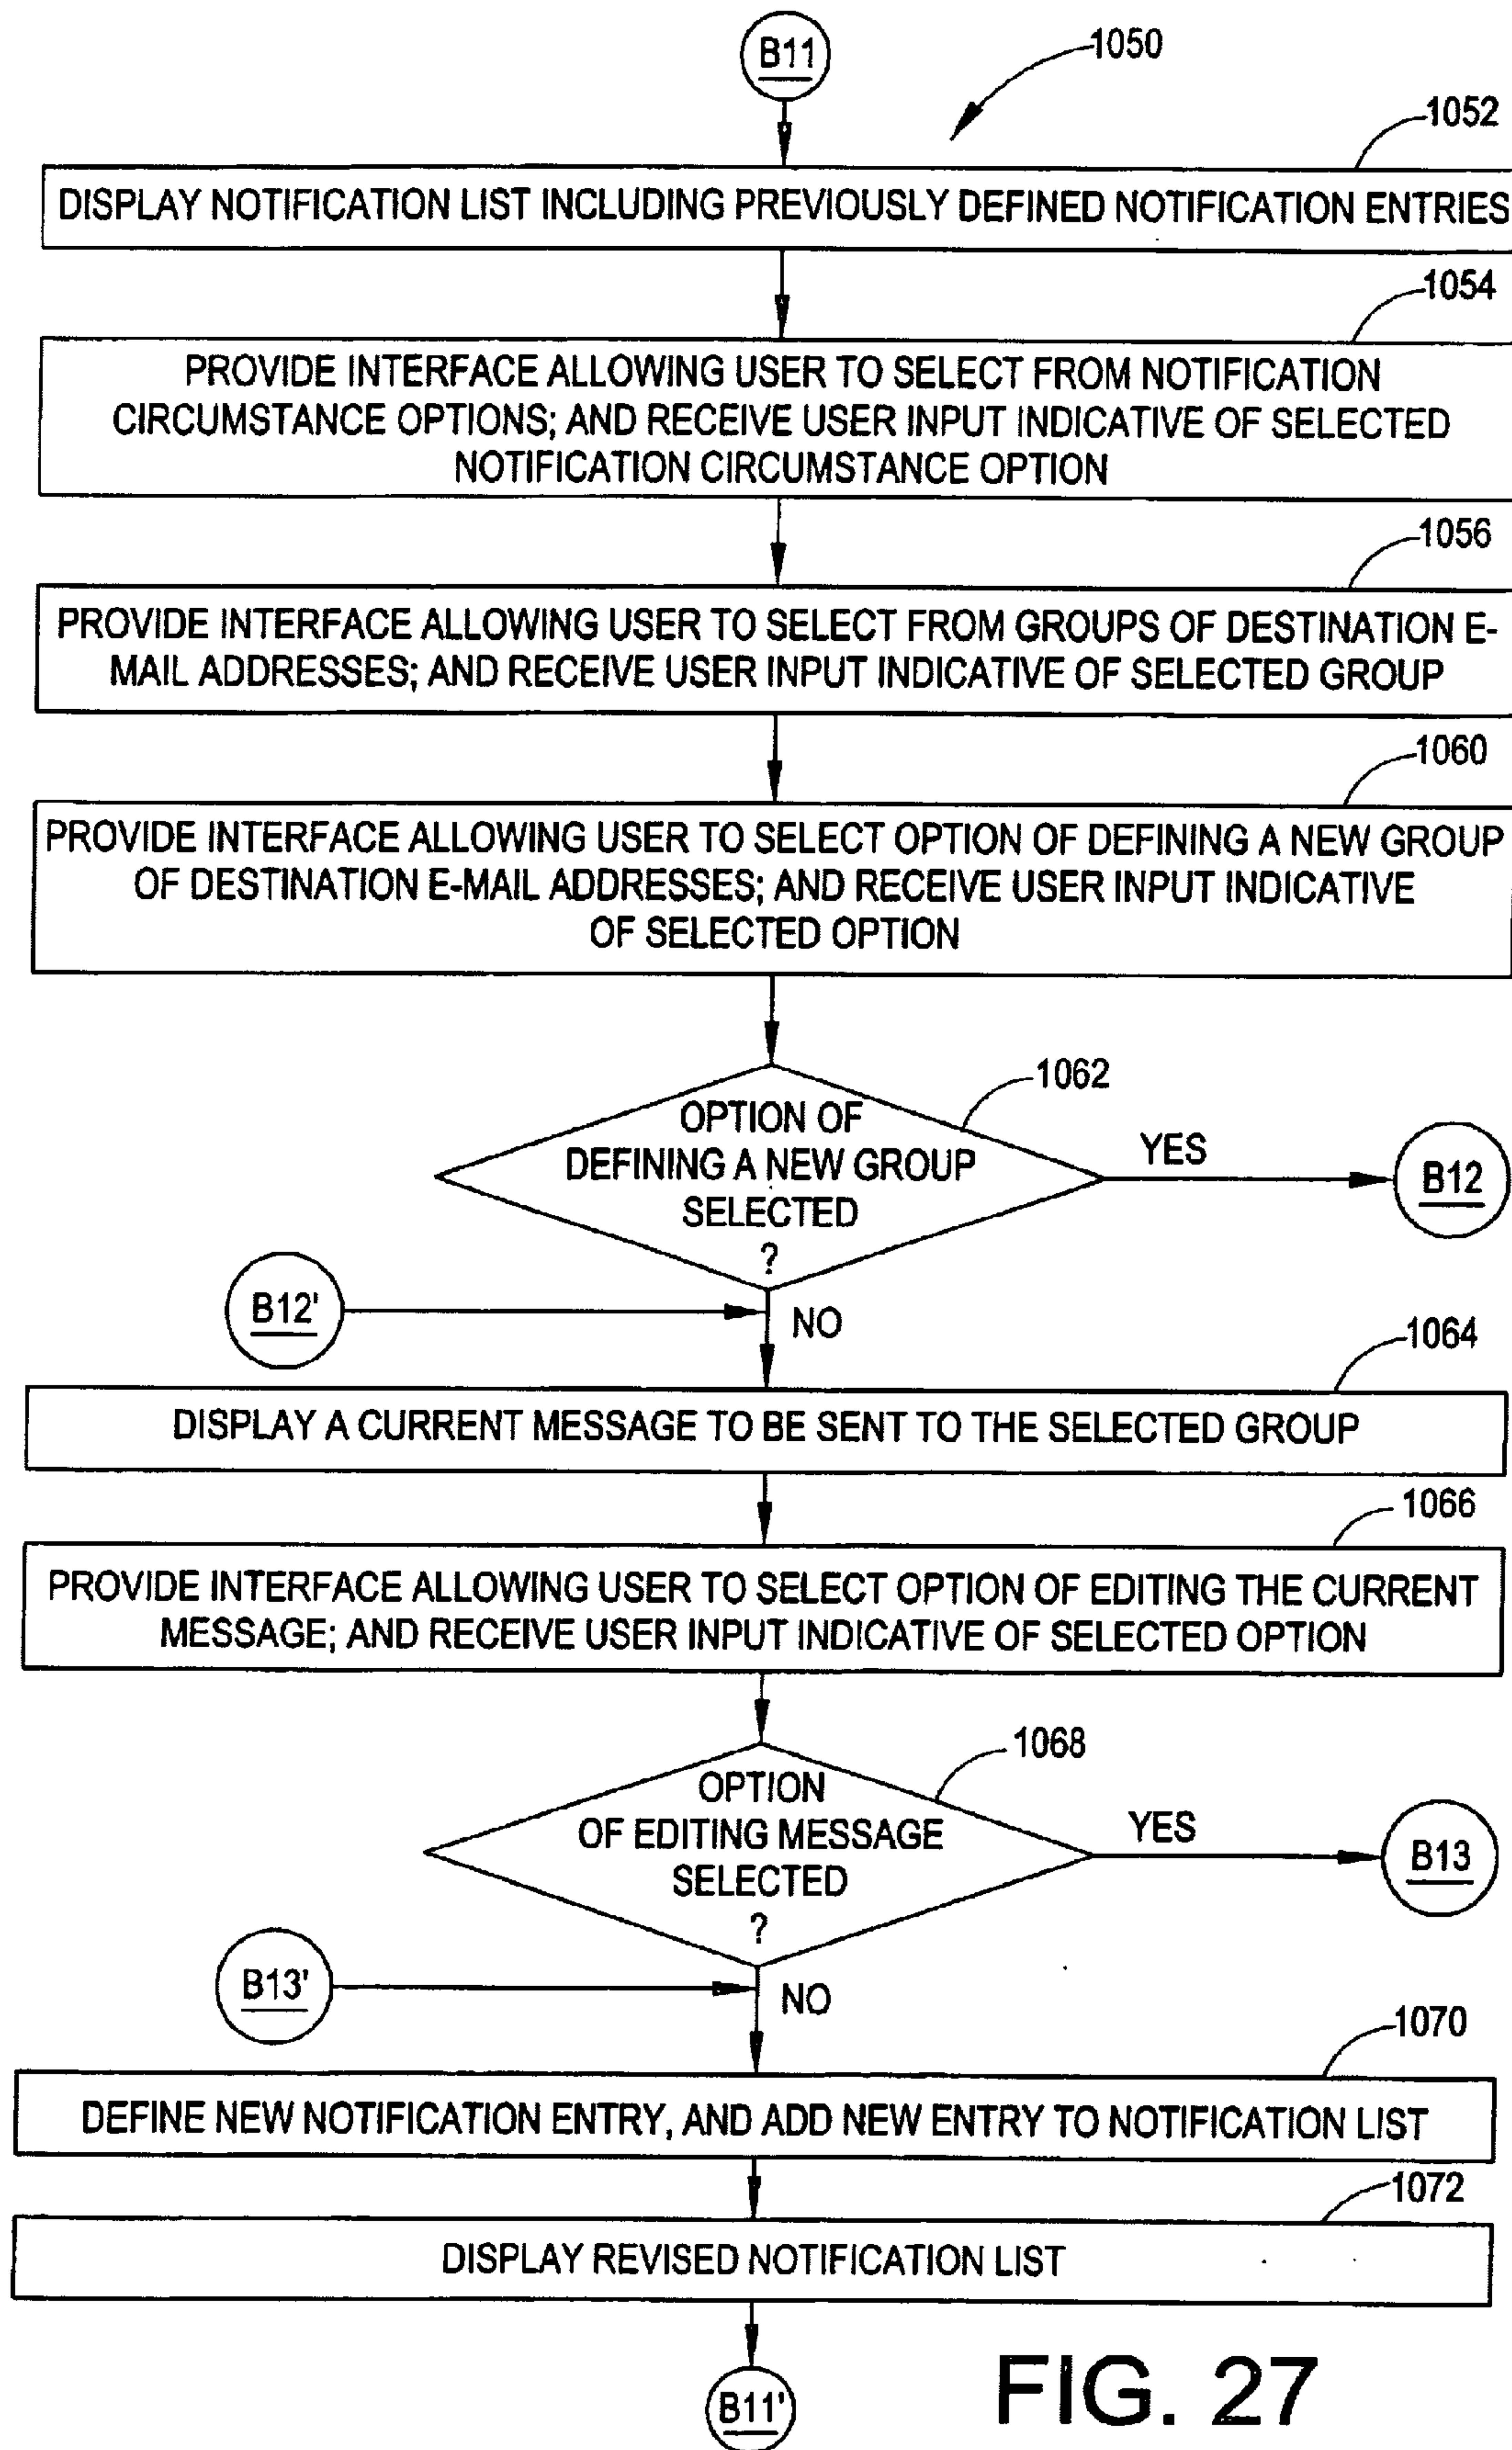 B11
1050
1052
DISPLAY NOTIFICATION LIST INCLUDING PREVIOUSLY DEFINED NOTIFICATION ENTRIES
1054
PROVIDE INTERFACE ALLOWING USER TO SELECT FROM NOTIFICATION
CIRCUMSTANCE OPTIONS; AND RECEIVE USER INPUT INDICATIVE OF SELECTED
NOTIFICATION CIRCUMSTANCE OPTION
1056
PROVIDE INTERFACE ALLOWING USER TO SELECT FROM GROUPS OF DESTINATION E-
MAIL ADDRESSES; AND RECEIVE USER INPUT INDICATIVE OF SELECTED GROUP
1060
PROVIDE INTERFACE ALLOWING USER TO SELECT OPTION OF DEFINING A NEW GROUP
OF DESTINATION E-MAIL ADDRESSES; AND RECEIVE USER INPUT INDICATIVE
OF SELECTED OPTION
1062
OPTION OF
DEFINING A NEW GROUP
SELECTED
?
YES
B12
B12'
NO
1064
DISPLAY A CURRENT MESSAGE TO BE SENT TO THE SELECTED GROUP
1066
PROVIDE INTERFACE ALLOWING USER TO SELECT OPTION OF EDITING THE CURRENT
MESSAGE; AND RECEIVE USER INPUT INDICATIVE OF SELECTED OPTION
1068
OPTION
OF EDITING MESSAGE
SELECTED
?
YES
B13
B13'
NO
1070
DEFINE NEW NOTIFICATION ENTRY, AND ADD NEW ENTRY TO NOTIFICATION LIST
1072
DISPLAY REVISED NOTIFICATION LIST
B11'
FIG. 27